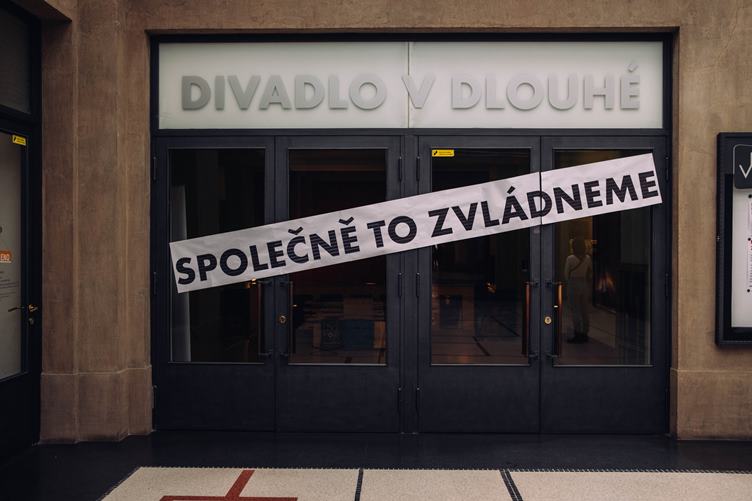 DIVADLO V DLOUHÉ
SPOLEČNĚ TO ZVLÁDNEME